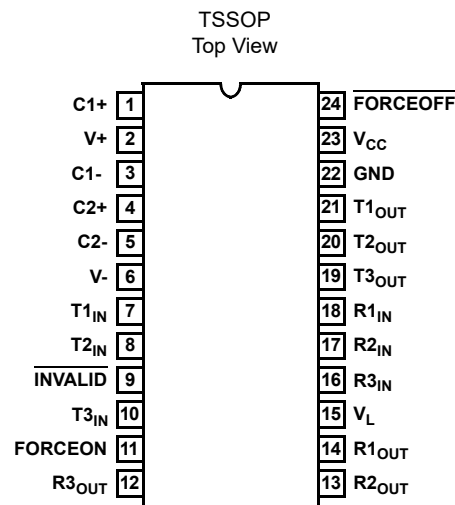 TSSOP
Top View
C1+ 1 24 FORCEOFF
V+ 2 23 VCC
C1- 3 22 GND
C2+ 4 21 T1OUT
C2- 5 20 T2OUT
V- 6 19 T3OUT
T1IN 7 18 R1IN
T2IN 8 17 R2IN
INVALID 9 16 R3IN
T3IN 10 15 VL
FORCEON 11 14 R1OUT
R3OUT 12 13 R2OUT